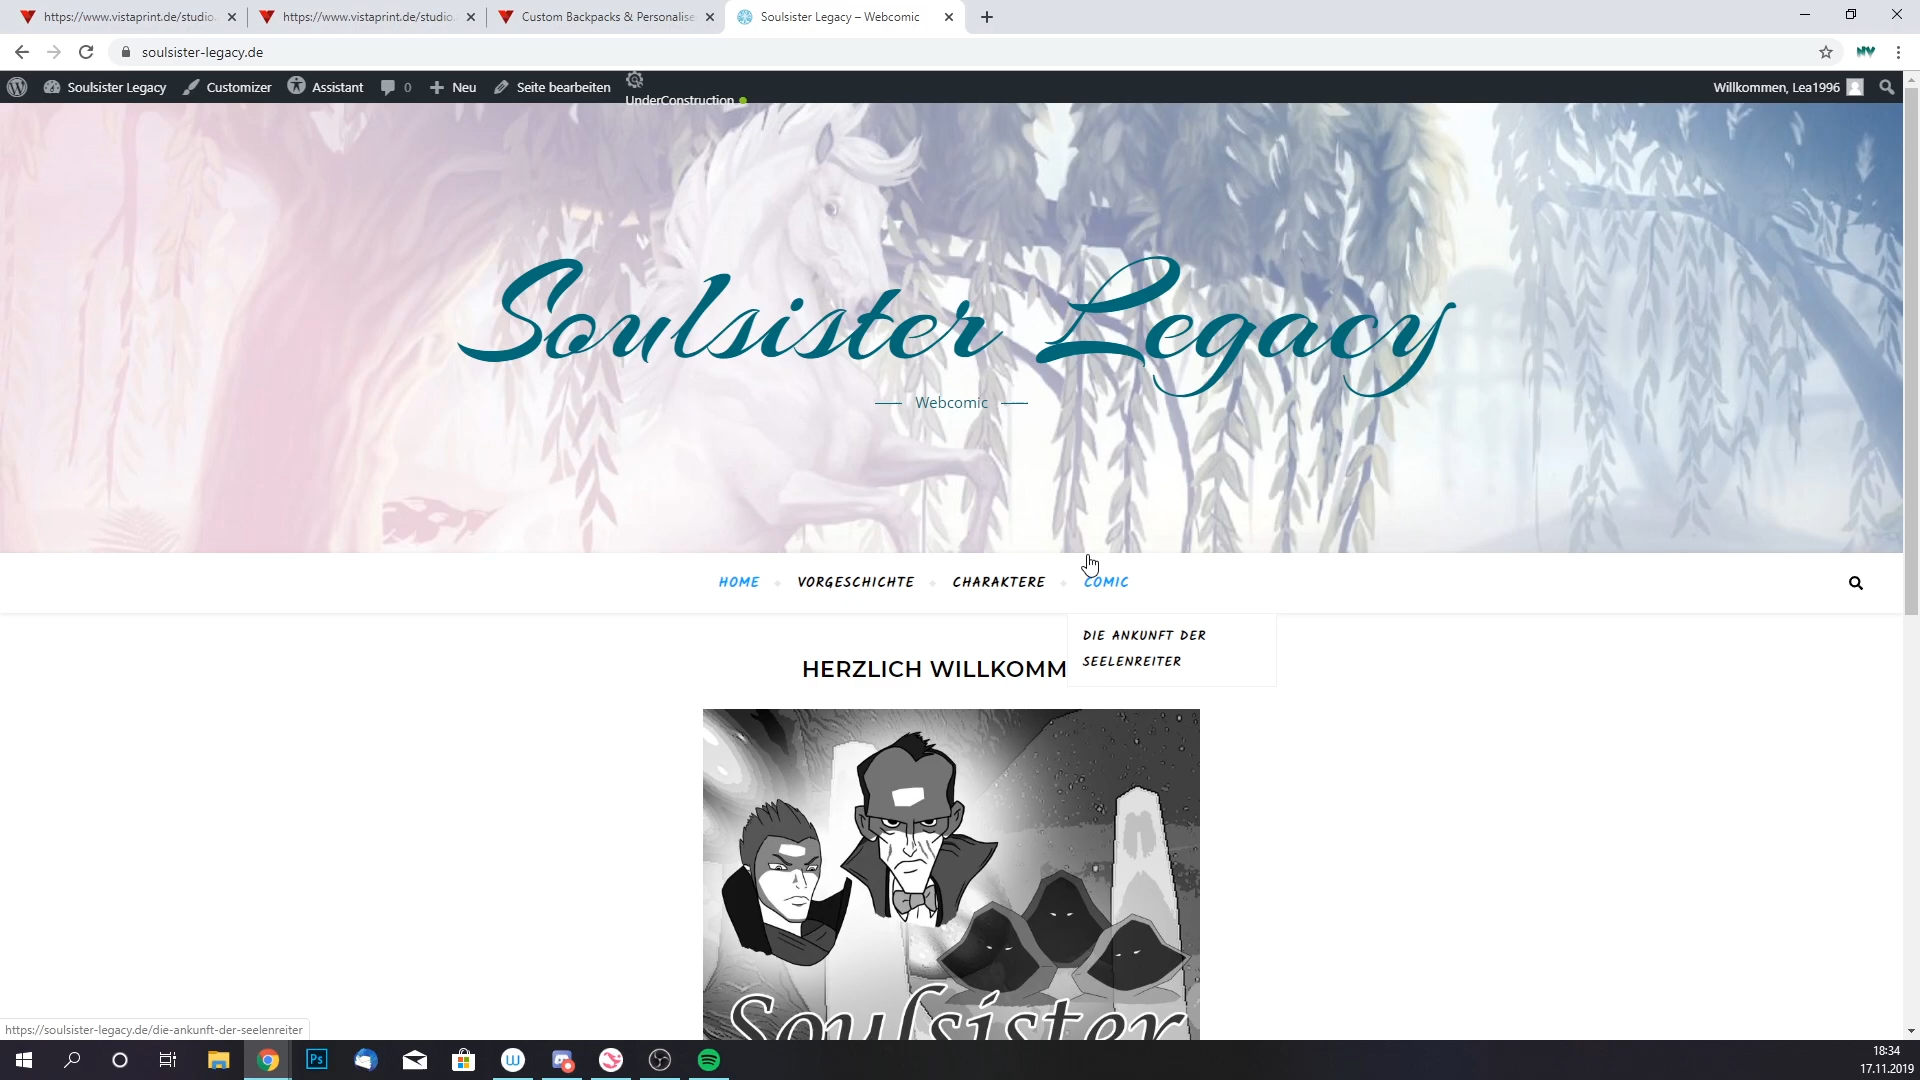 https://www.vistaprint.de/studio
https://www.vistaprint.de/studio.
Custom Backpacks & Personalise
Soulsister Legacy – Webcomic
soulsister-legacy.de
Soulsister Legacy
Customizer
Assistant
0
Neu
Seite bearbeiten
UnderConstruction
Willkommen, Lea1996
Soulsister Legacy
Webcomic
HOME
VORGESCHICHTE
CHARAKTERE
COMIC
DIE ANKUNFT DER
SEELENREITER
HERZLICH WILLKOMM
Soulsister
https://soulsister-legacy.de/die-ankunft-der-seelenreiter
Ps
W
18:34
17.11.2019